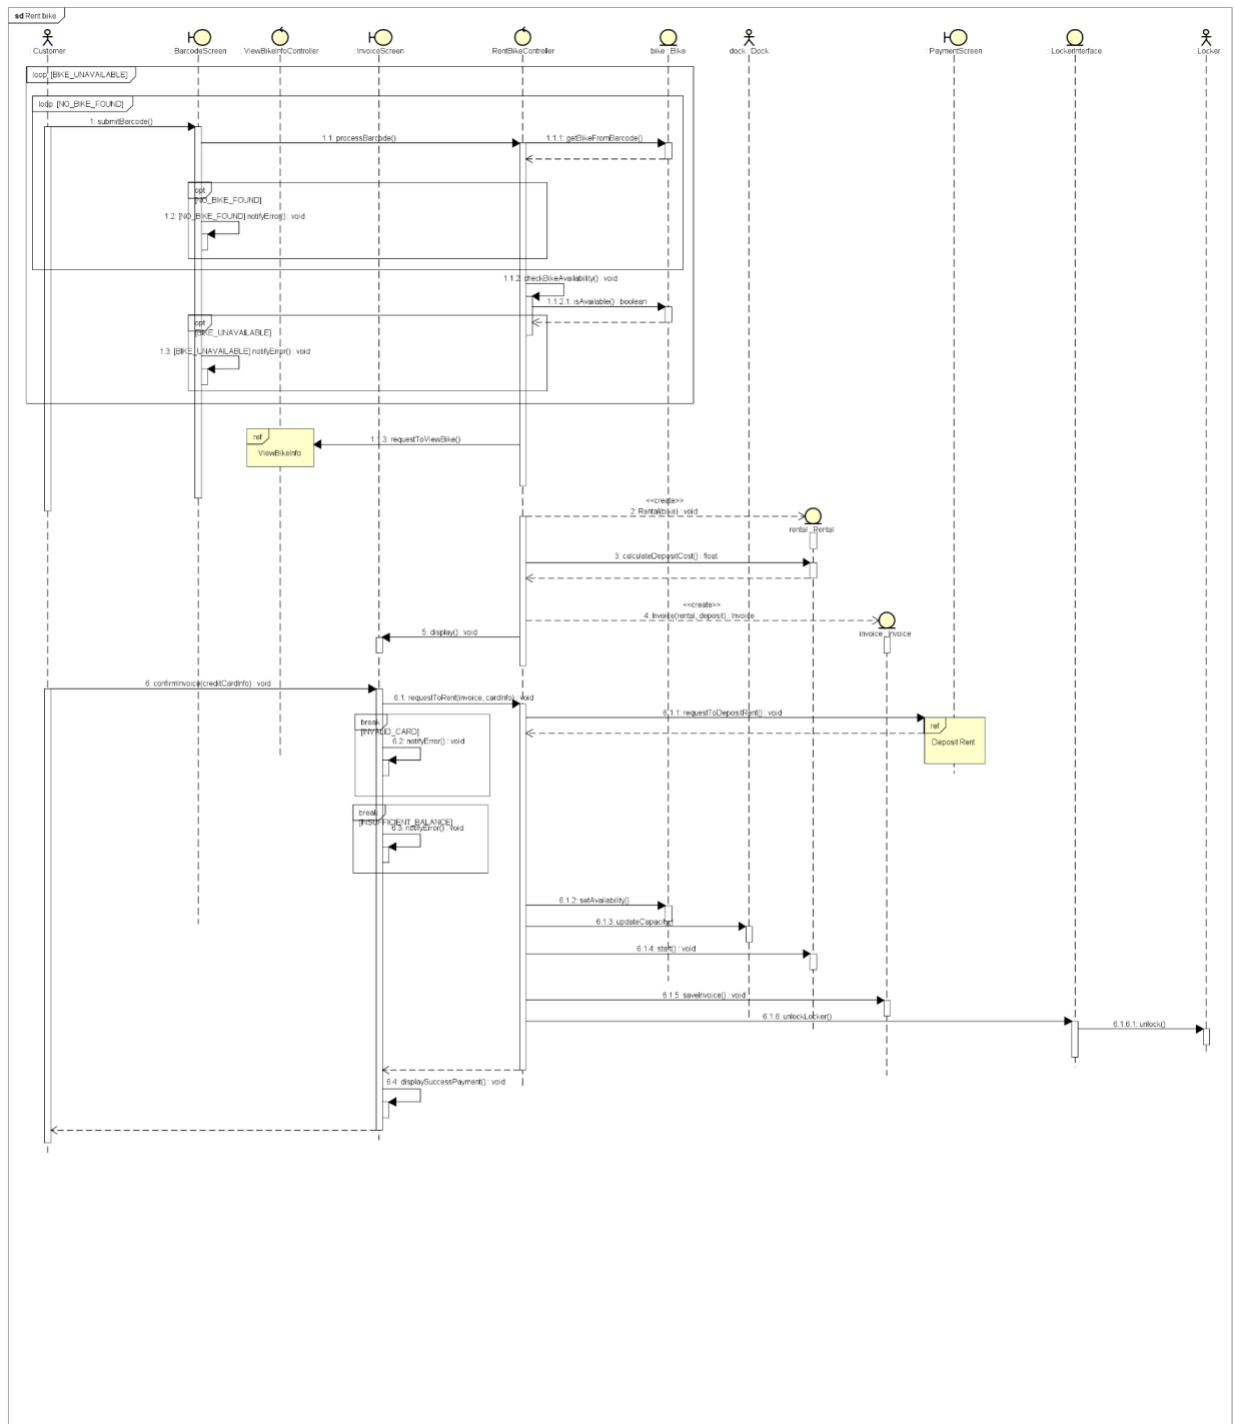 sd Rent bike
: Customer
: BarcodeScreen
: ViewBikeInfoController
: InvoiceScreen
RentBikeController
bike : Bike
dock : Dock
: PaymentScreen
: LockerInterface
: Locker
loop [BIKE_UNAVAILABLE]
loop [NO_BIKE_FOUND]
1: submitBarcode()
1.1: processBarcode()
1.1.1: getBikeFromBarcode()
opt
[NO_BIKE_FOUND]
1.2: [NO_BIKE_FOUND] notifyError() : void
1.1.2: checkBikeAvailability() : void
1.1.2.1: isAvailable() : boolean
opt
[BIKE_UNAVAILABLE]
1.3: [BIKE_UNAVAILABLE] notifyError() : void
ref
ViewBikeInfo
1.1.3: requestToViewBike()
<<create>>
2: Rental(bike) : void
rental : Rental
3: calculateDepositCost() : float
<<create>>
4: Invoice(rental, deposit) : Invoice
invoice : Invoice
5: display() : void
6: confirmInvoice(creditCardInfo) : void
6.1: requestToRent(invoice, cardInfo) : void
6.1.1: requestToDepositRent() : void
ref
Deposit Rent
break
[INVALID_CARD]
6.2: notifyError() : void
break
[INSUFFICIENT_BALANCE]
6.3: notifyError() : void
6.1.2: setAvailability()
6.1.3: updateCapacity()
6.1.4: start() : void
6.1.5: saveInvoice() : void
6.1.6: unlockLocker()
6.1.6.1: unlock()
6.4: displaySuccessPayment() : void